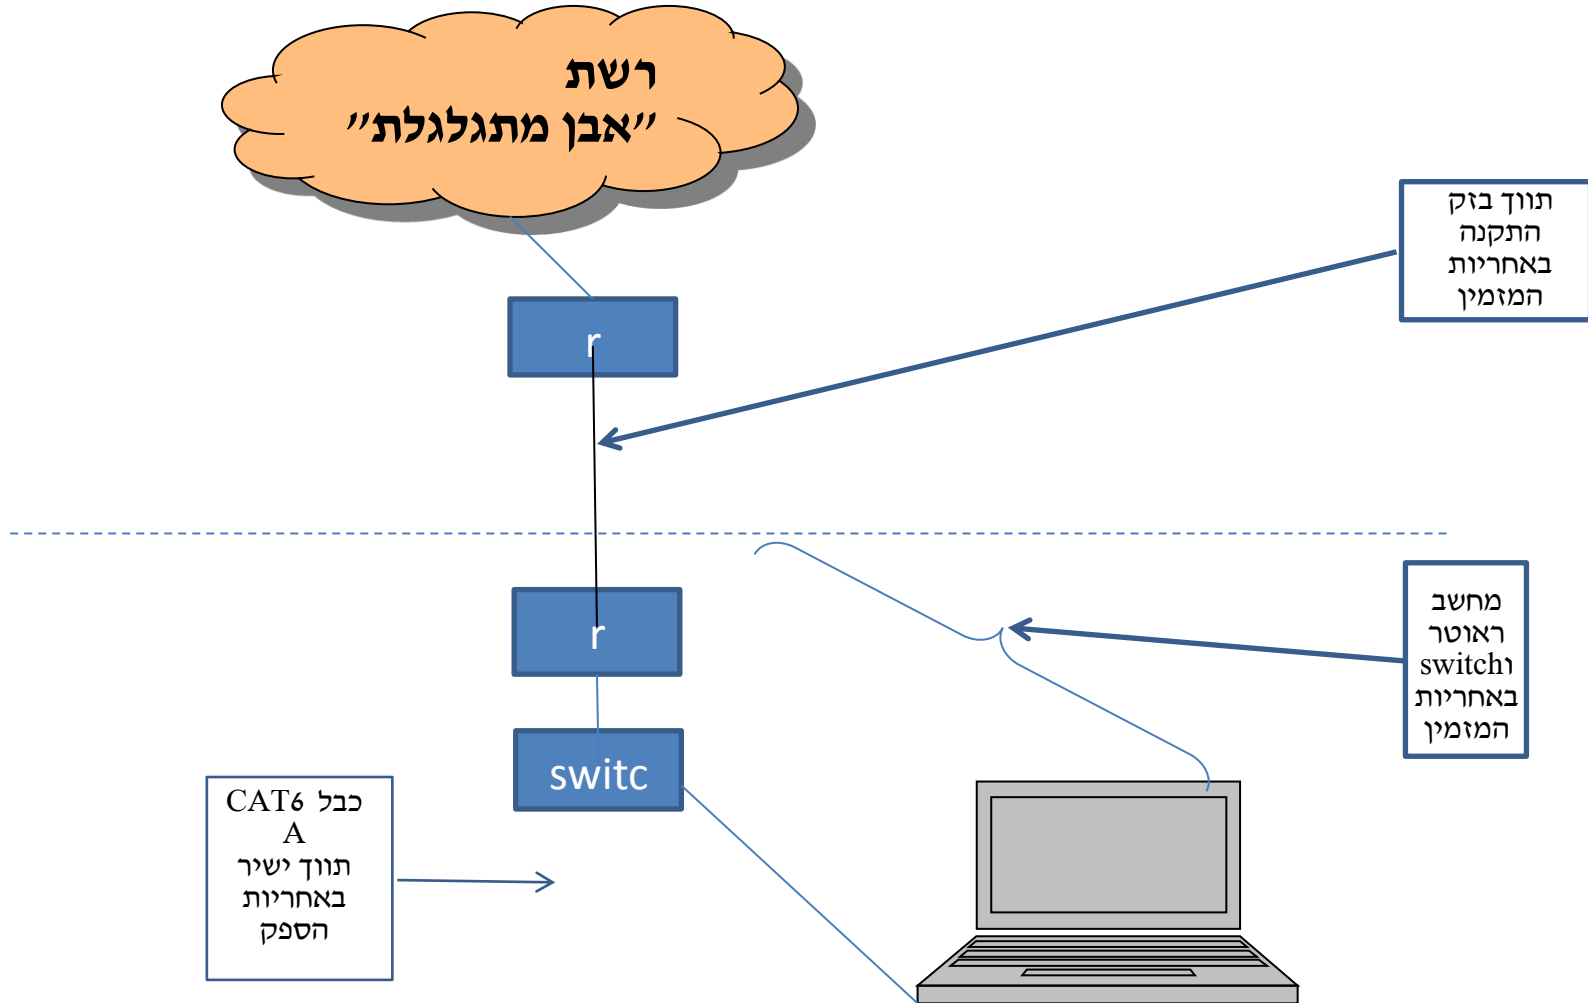 רשת
"אבן מתגלגלת"
תווך בזק
התקנה
באחריות
המזמין
r
r
מחשב
ראוטר
וswitch
באחריות
המזמין
switc
כבל CAT6
A
תווך ישיר
באחריות
הספק